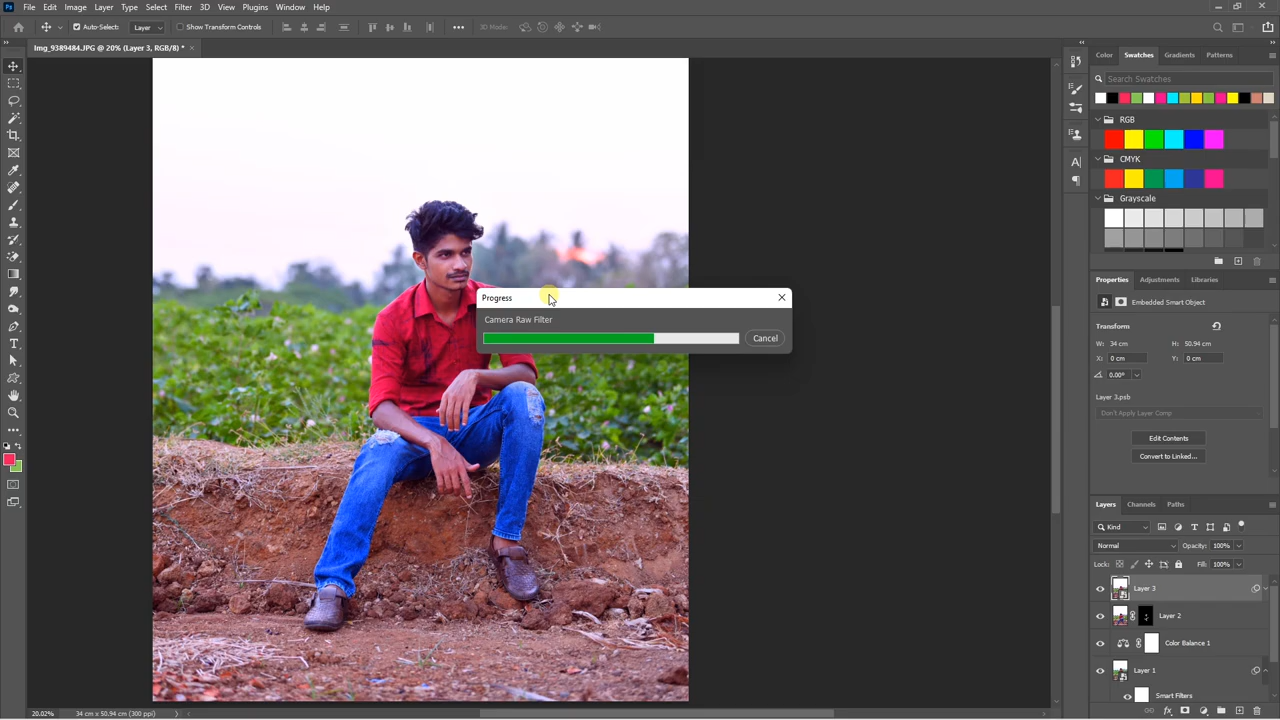 Ps File Edit Image Layer Type Select Filter 3D View Plugins Window Help
Auto-Select: Layer Show Transform Controls 3D Mode:
Img_9389484.JPG @ 20% (Layer 3, RGB/8) *
Color Swatches Gradients Patterns
Search Swatches
RGB
CMYK
Grayscale
Properties Adjustments Libraries
Embedded Smart Object
Progress
Camera Raw Filter
Cancel
Transform
W: 34 cm H: 50.94 cm
X: 0 cm Y: 0 cm
0.00°
Layer 3.psb
Don't Apply Layer Comp
Edit Contents
Convert to Linked...
Layers Channels Paths
Kind
Normal Opacity: 100%
Lock: Fill: 100%
Layer 3
Layer 2
Color Balance 1
Layer 1
Smart Filters
20.02% 34 cm x 50.94 cm (300 ppi)